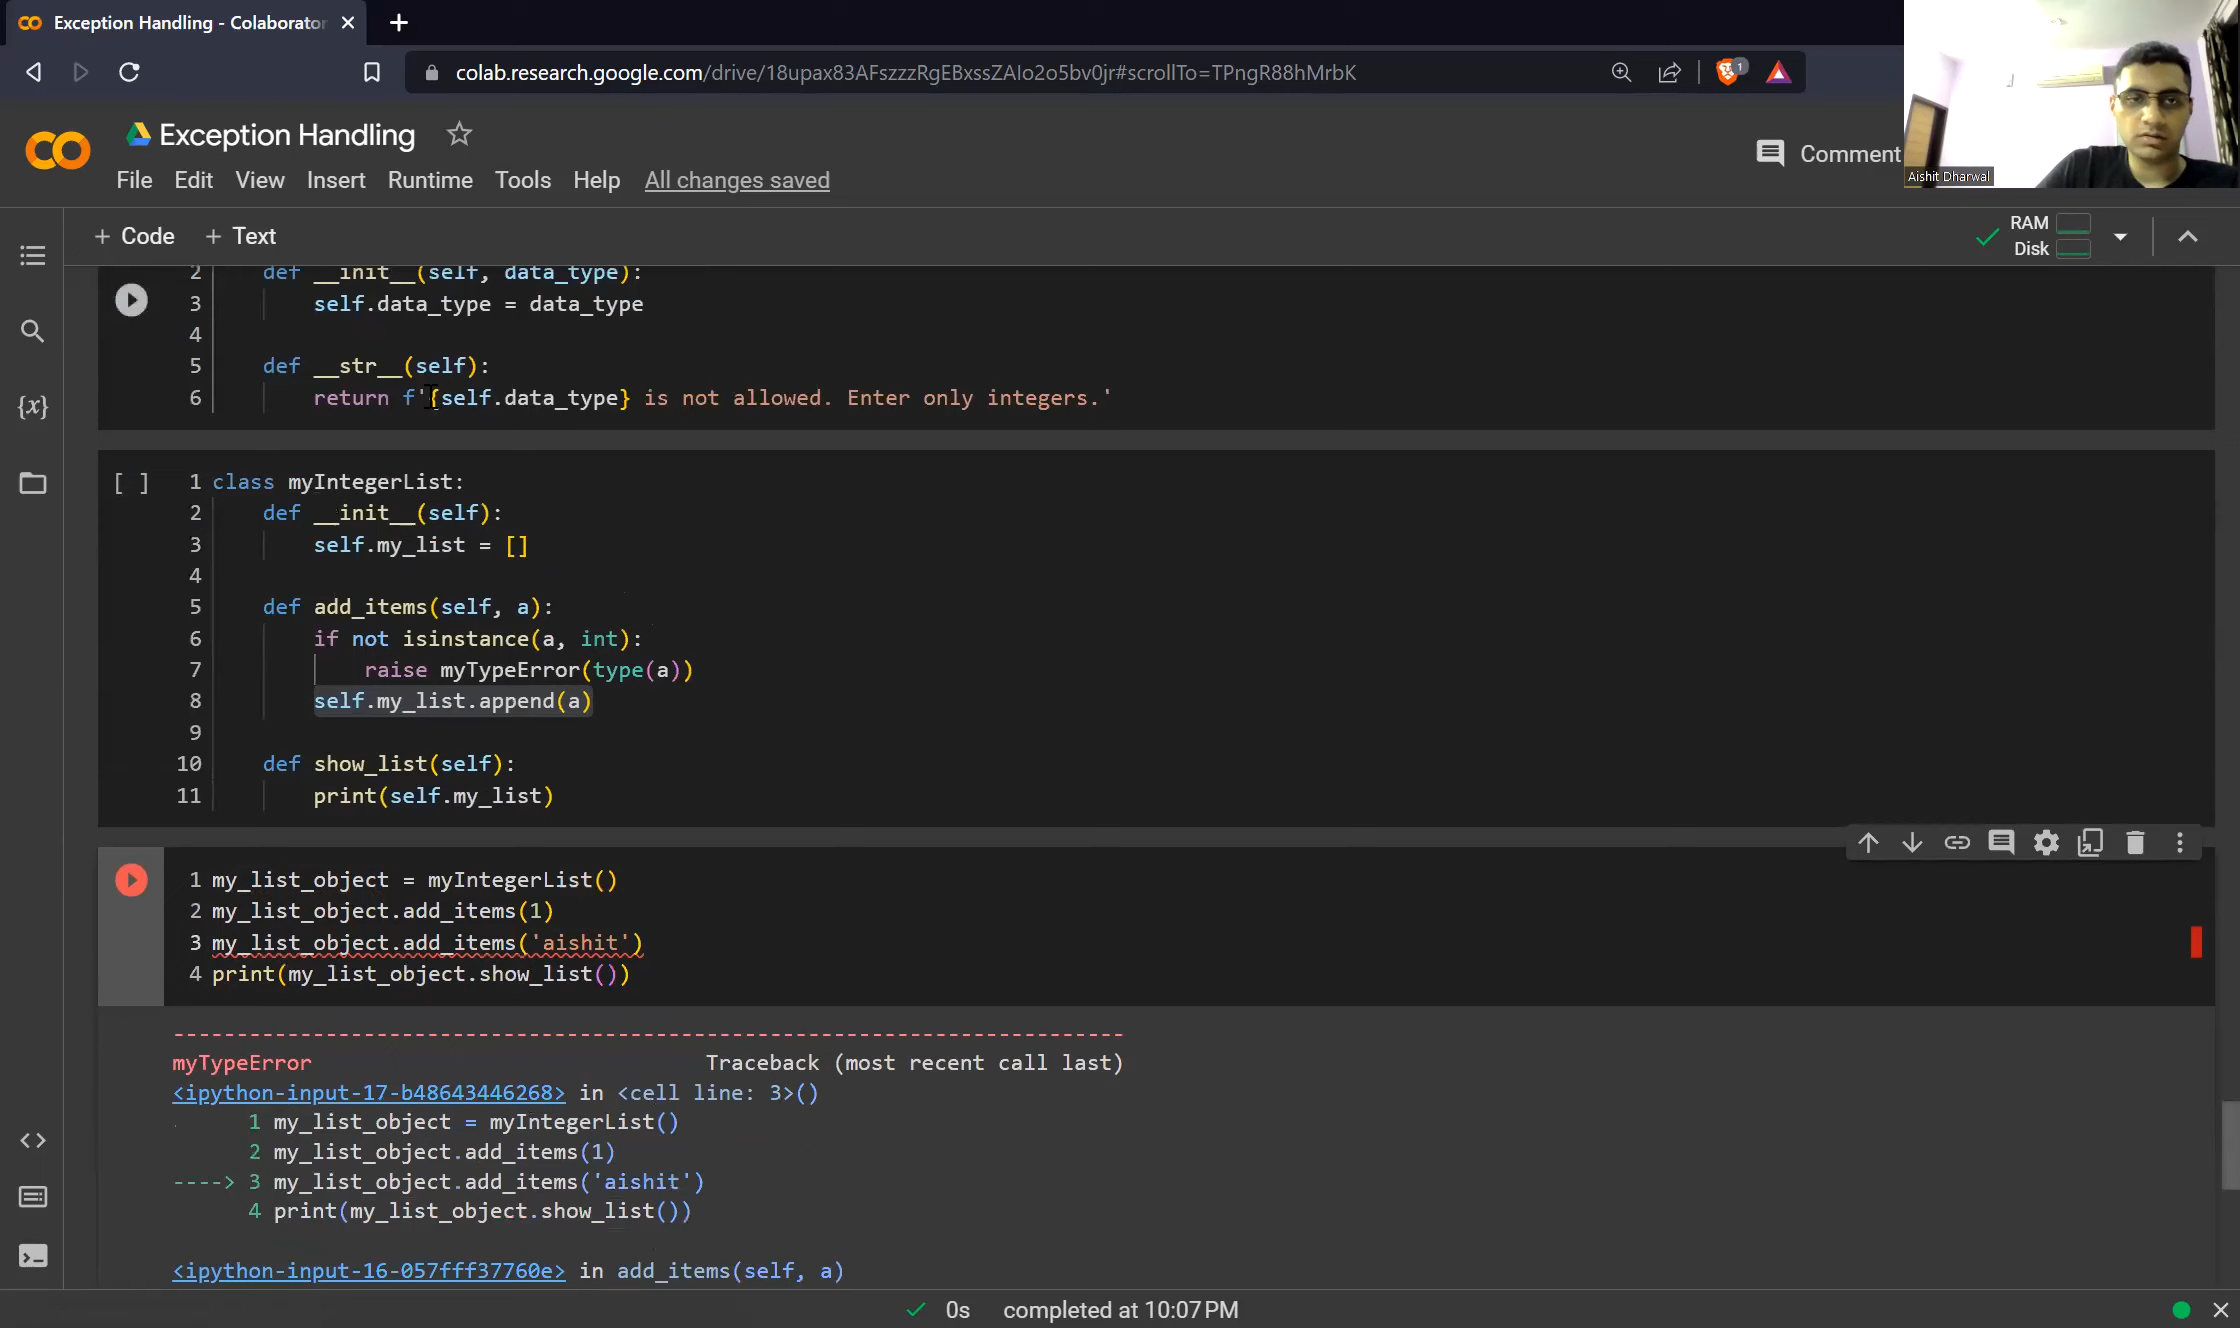 Exception Handling - Colaborator
colab.research.google.com/drive/18upax83AFszzzRgEBxssZAIo2o5bv0jr#scrollTo=TPngR88hMrbK
1
Exception Handling
Comment
Aishit Dharwal
File Edit View Insert Runtime Tools Help All changes saved
+ Code + Text
RAM
Disk
2 def __init__(self, data_type):
3 self.data_type = data_type
4
5 def __str__(self):
6 return f'{self.data_type} is not allowed. Enter only integers.'
[ ] 1 class myIntegerList:
2 def __init__(self):
3 self.my_list = []
4
5 def add_items(self, a):
6 if not isinstance(a, int):
7 raise myTypeError(type(a))
8 self.my_list.append(a)
9
10 def show_list(self):
11 print(self.my_list)
1 my_list_object = myIntegerList()
2 my_list_object.add_items(1)
3 my_list_object.add_items('aishit')
4 print(my_list_object.show_list())
---------------------------------------------------------------------------
myTypeError Traceback (most recent call last)
<ipython-input-17-b48643446268> in <cell line: 3>()
1 my_list_object = myIntegerList()
2 my_list_object.add_items(1)
----> 3 my_list_object.add_items('aishit')
4 print(my_list_object.show_list())
<ipython-input-16-057fff37760e> in add_items(self, a)
0s completed at 10:07 PM